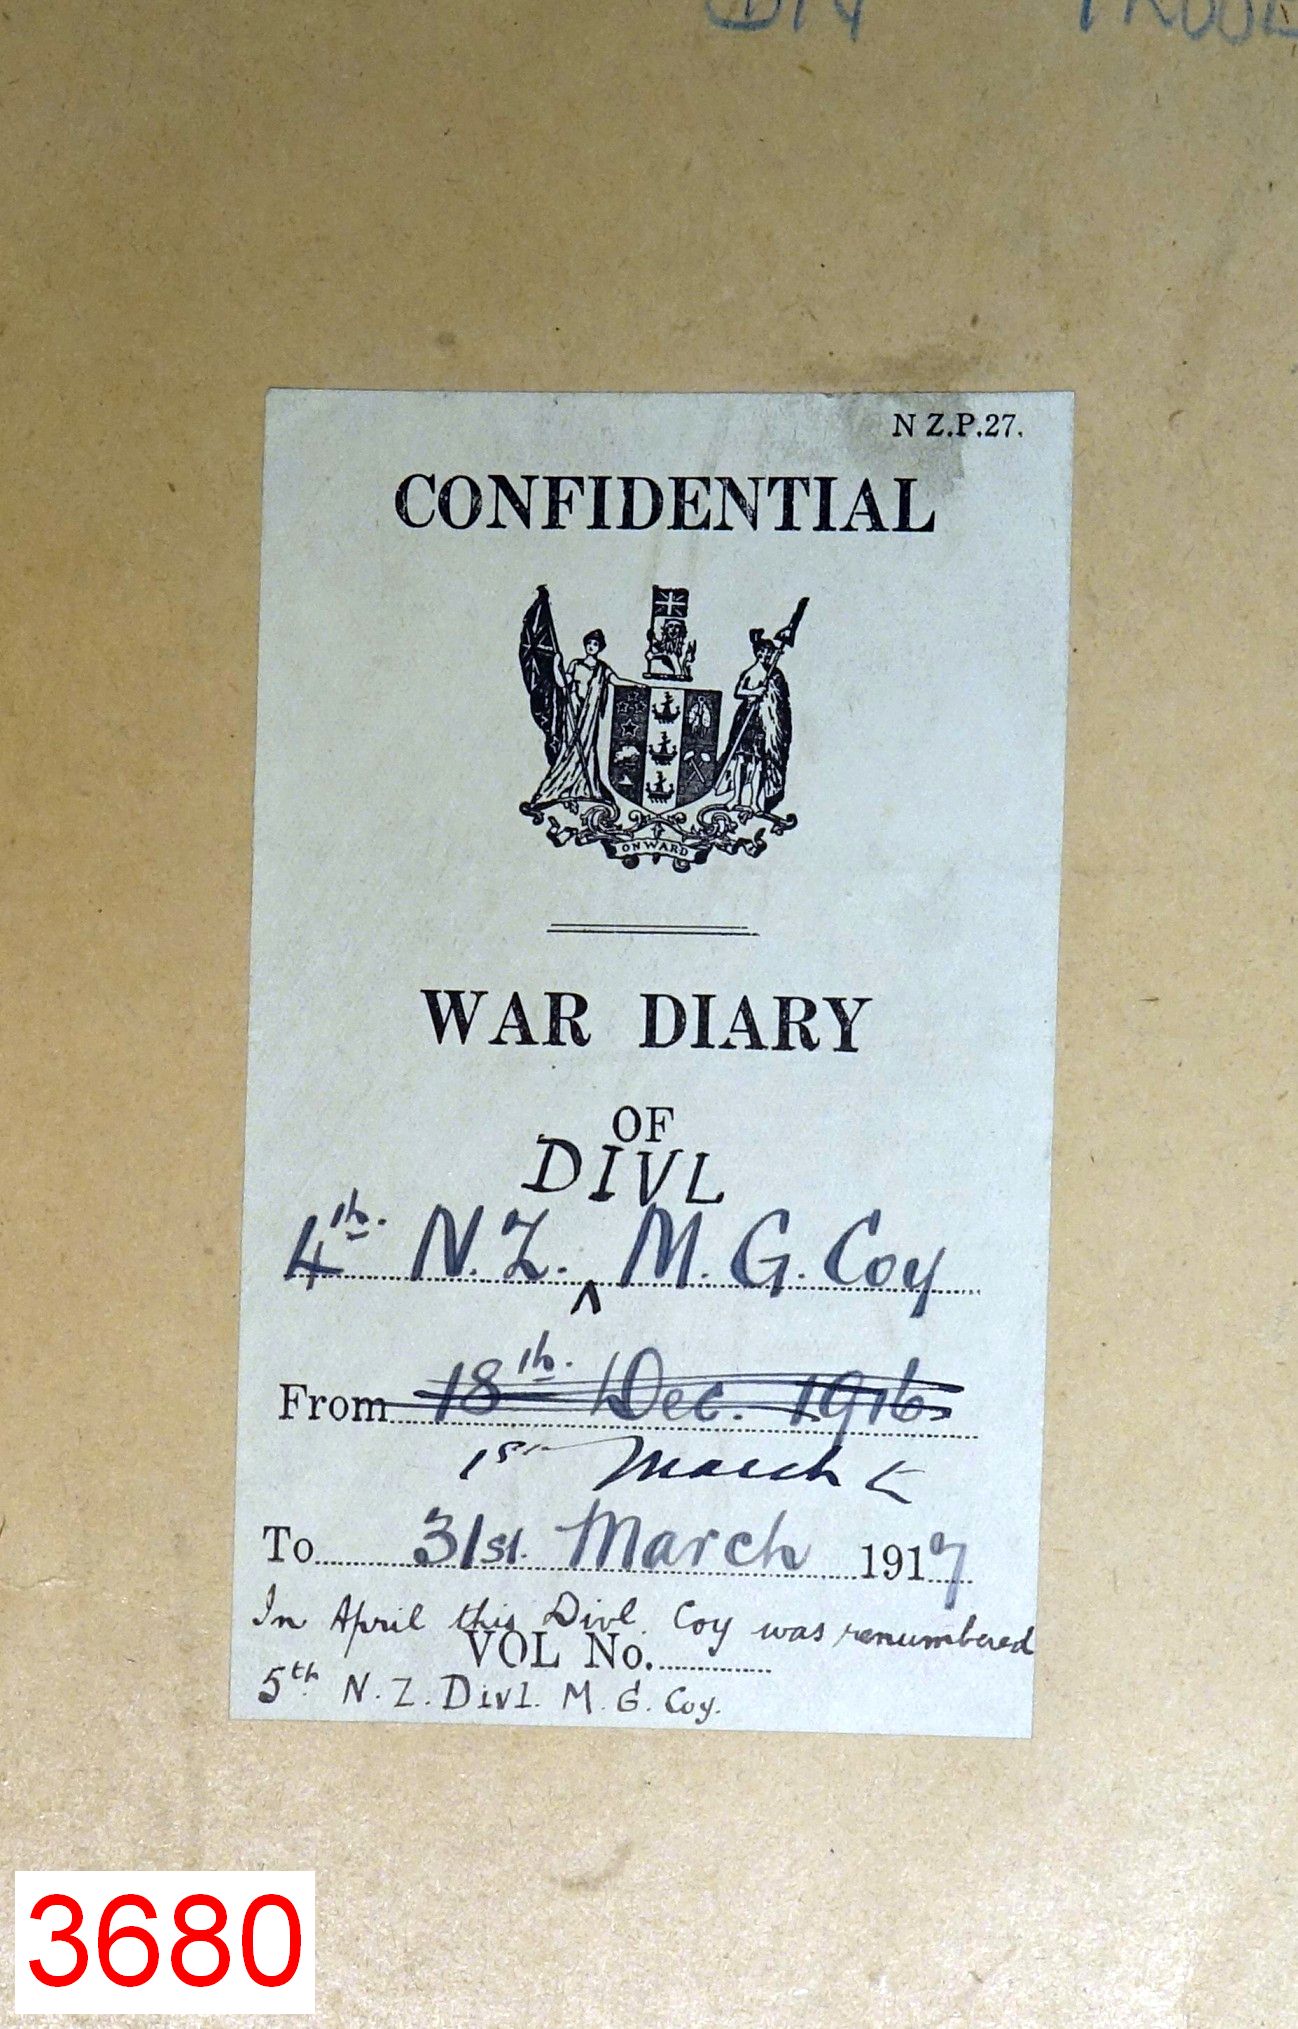 N Z.P.27.
CONFIDENTIAL
ONWARD
WAR DIARY
OF
DIVL
4th. N.Z. ^ M.G. Coy
From 18th. Dec. 1916
1st March
To 31st. March 1917
In April this Divl. Coy was renumbered
VOL No.
5th N.Z. Divl. M.G. Coy.
3680